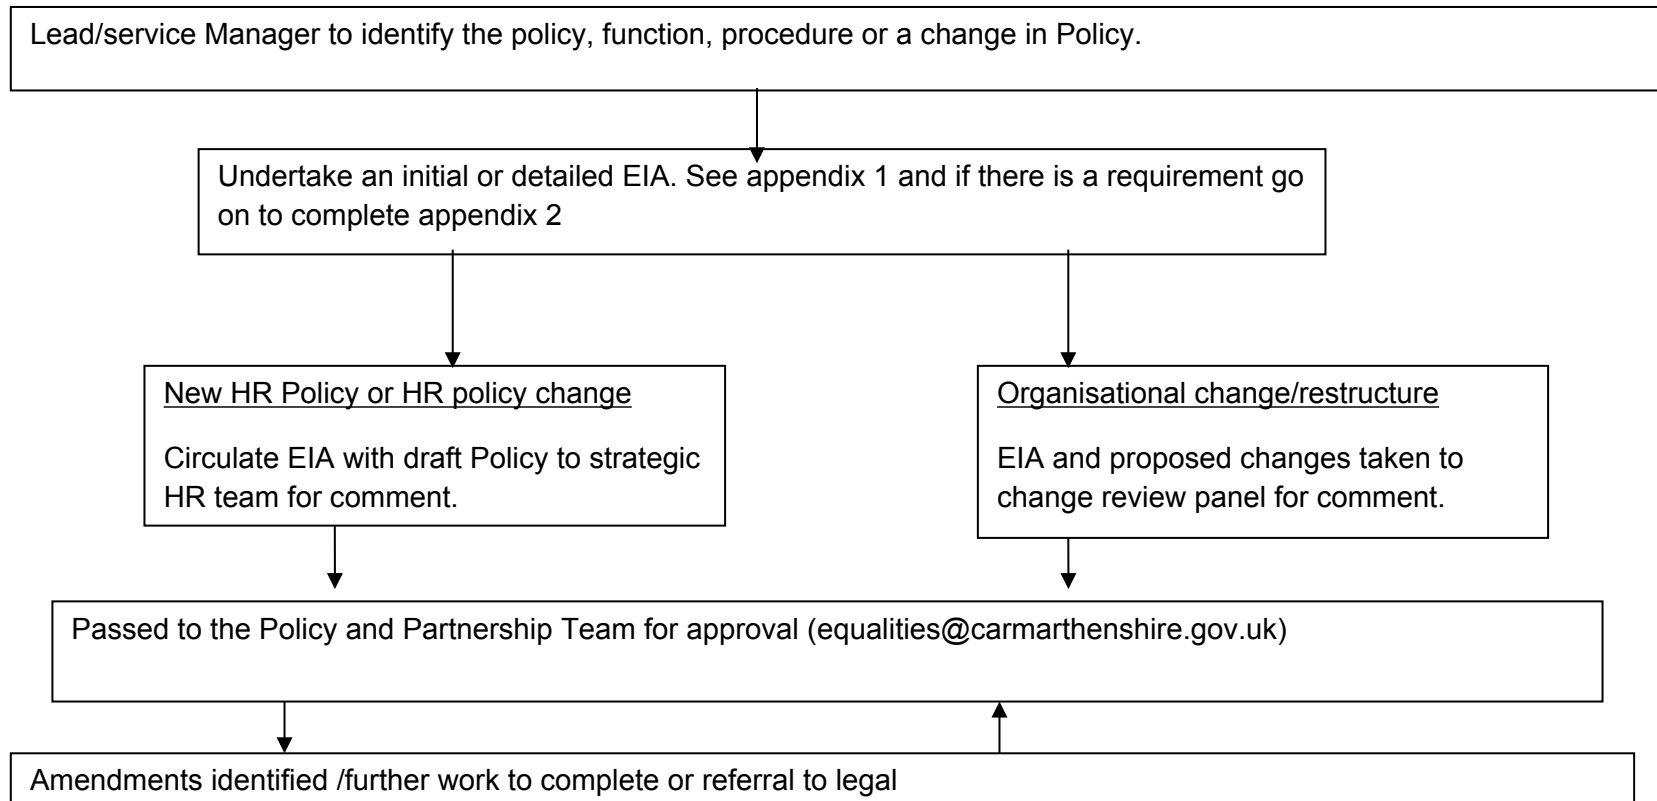 Lead/service Manager to identify the policy, function, procedure or a change in Policy.
Undertake an initial or detailed EIA. See appendix 1 and if there is a requirement go
on to complete appendix 2
New HR Policy or HR policy change
Circulate EIA with draft Policy to strategic
HR team for comment.
Organisational change/restructure
EIA and proposed changes taken to
change review panel for comment.
Passed to the Policy and Partnership Team for approval (equalities@carmarthenshire.gov.uk)
Amendments identified /further work to complete or referral to legal